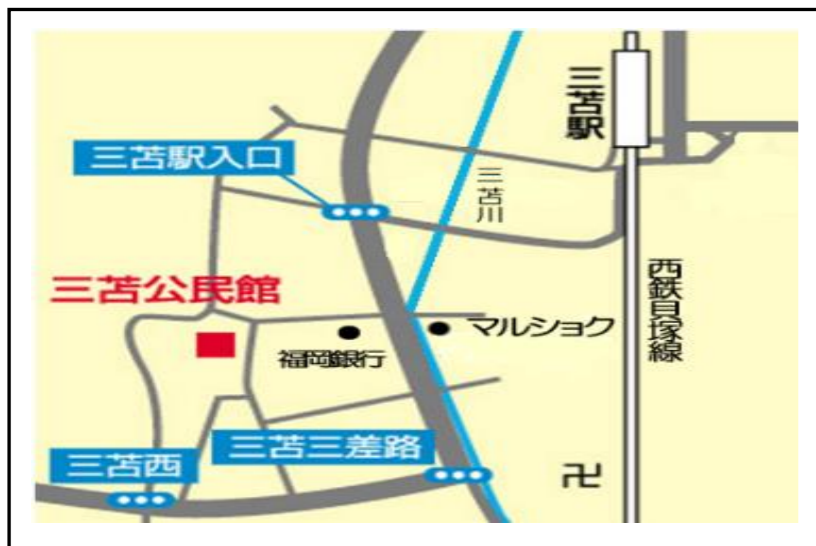 三苫駅
三苫駅入口
三苫川
三苫公民館
西鉄貝塚線
マルショク
福岡銀行
三苫三差路
三苫西
卍